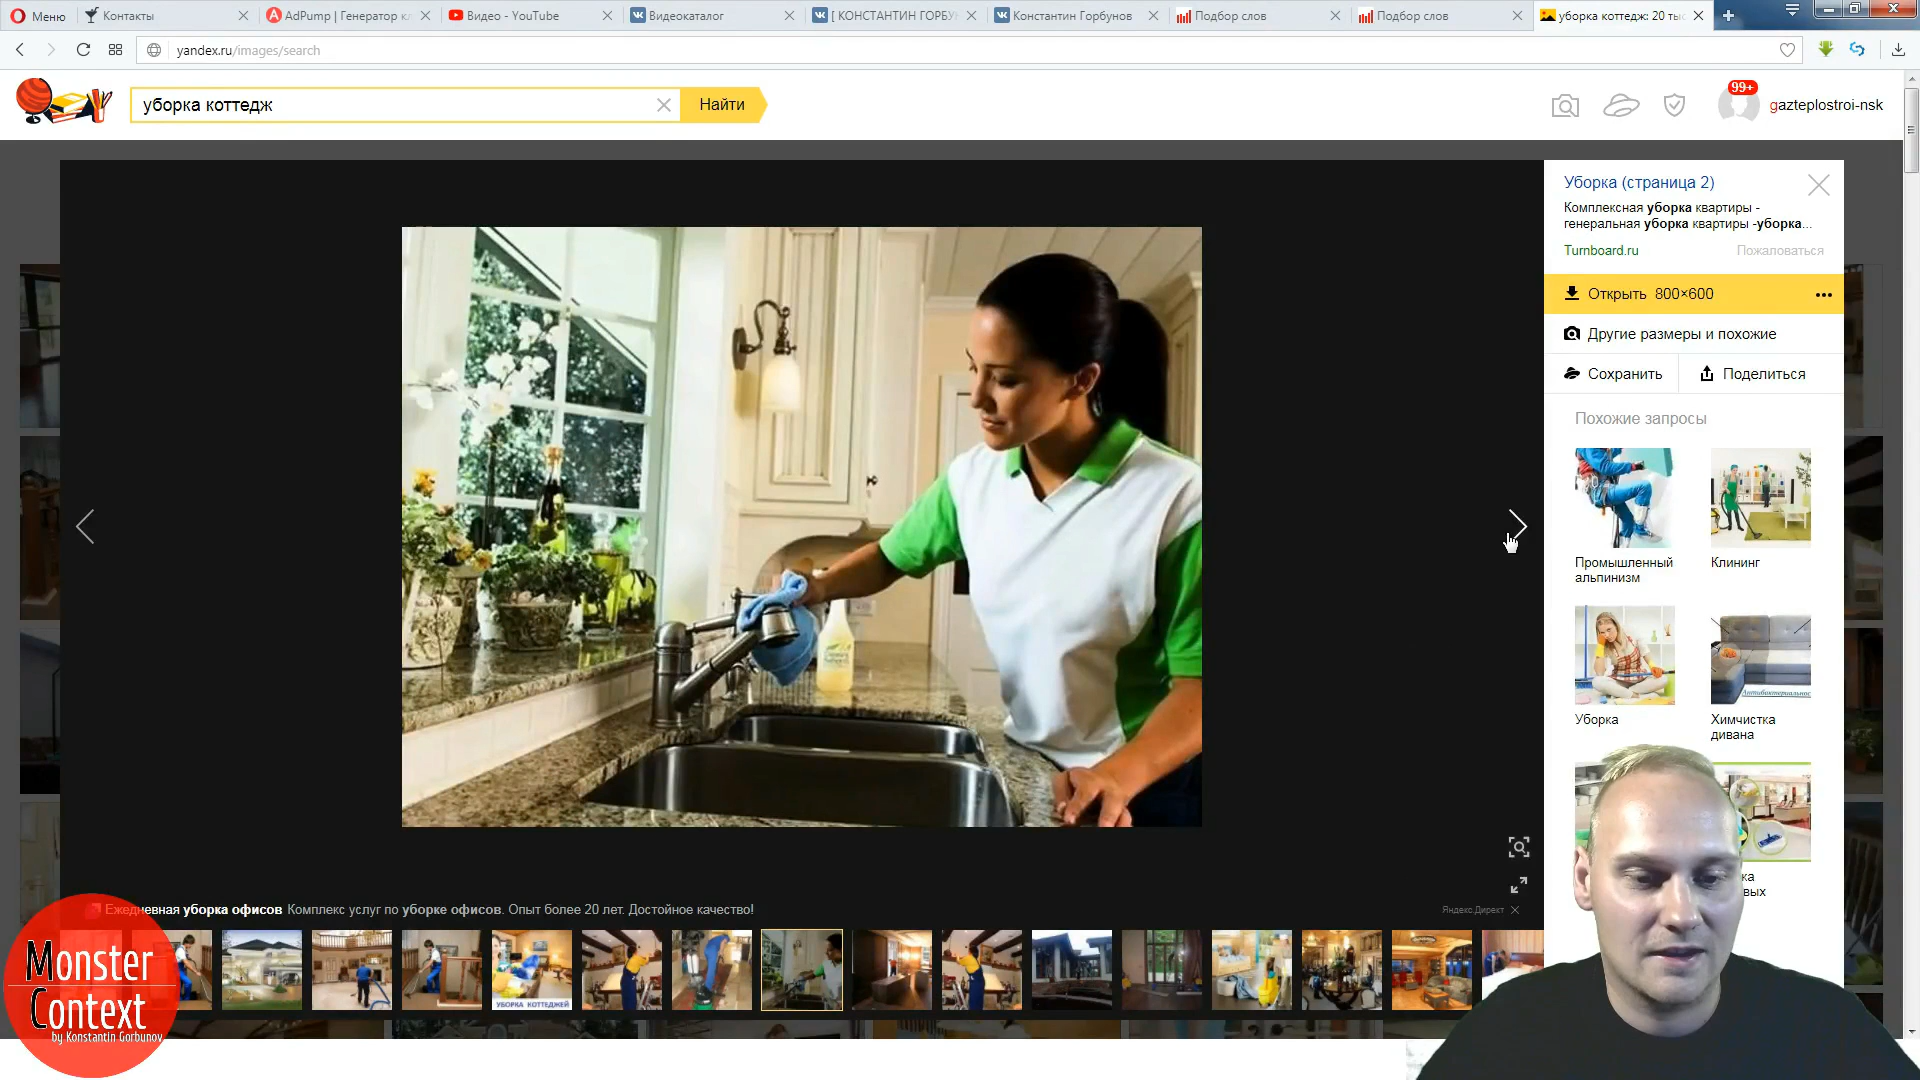 Меню
Контакты
AdPump | Генератор кл
Видео - YouTube
Видеокаталог
[ КОНСТАНТИН ГОРБУН
Константин Горбунов
Подбор слов
Подбор слов
уборка коттедж: 20 тыс
yandex.ru/images/search
уборка коттедж
Найти
99+
gazteplostroi-nsk
Уборка (страница 2)
Комплексная уборка квартиры -
генеральная уборка квартиры -уборка...
Turnboard.ru
Пожаловаться
Открыть 800×600
Другие размеры и похожие
Сохранить
Поделиться
Похожие запросы
Промышленный
альпинизм
Клининг
Уборка
Химчистка
дивана
Ежедневная уборка офисов Комплекс услуг по уборке офисов. Опыт более 20 лет. Достойное качество!
Яндекс.Директ
УБОРКА КОТТЕДЖЕЙ
Monster
Context
by Konstantin Gorbunov